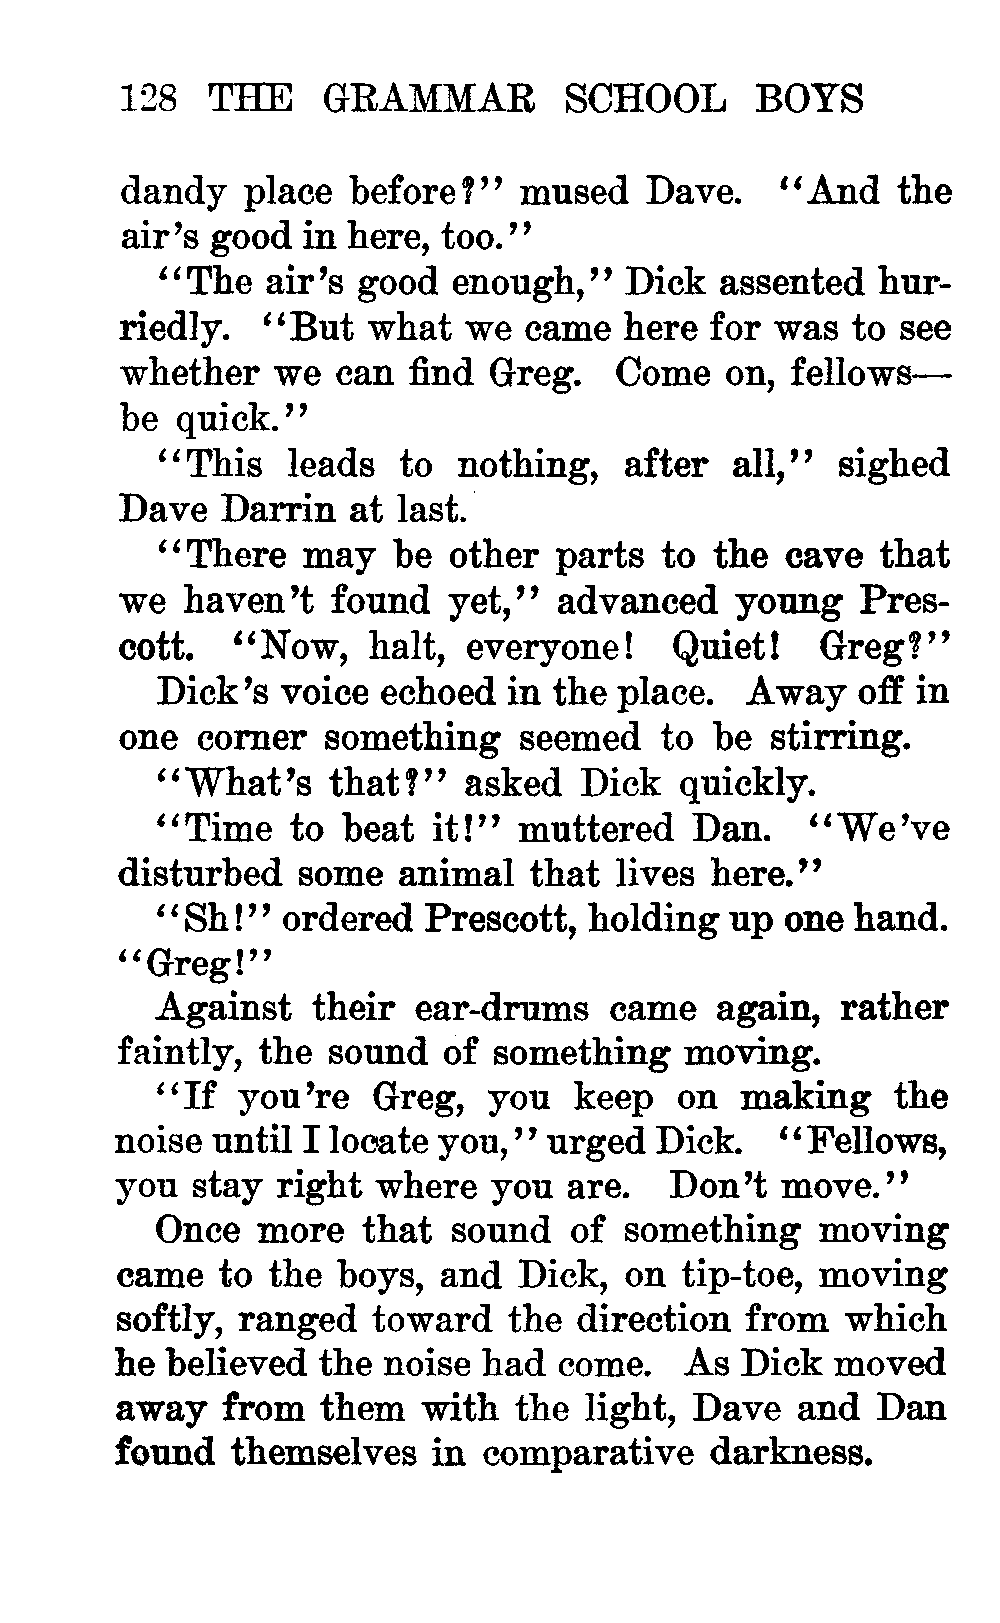 128 THE GRAMMAR SCHOOL BOYS
dandy place before?" mused Dave. "And the
air's good in here, too."
"The air's good enough," Dick assented hur-
riedly. "But what we came here for was to see
whether we can find Greg. Come on, fellows—
be quick."
"This leads to nothing, after all," sighed
Dave Darrin at last.
"There may be other parts to the cave that
we haven't found yet," advanced young Pres-
cott. "Now, halt, everyone! Quiet! Greg?"
Dick's voice echoed in the place. Away off in
one corner something seemed to be stirring.
"What's that?" asked Dick quickly.
"Time to beat it!" muttered Dan. "We've
disturbed some animal that lives here."
"Sh!" ordered Prescott, holding up one hand.
"Greg!"
Against their ear-drums came again, rather
faintly, the sound of something moving.
"If you're Greg, you keep on making the
noise until I locate you," urged Dick. "Fellows,
you stay right where you are. Don't move."
Once more that sound of something moving
came to the boys, and Dick, on tip-toe, moving
softly, ranged toward the direction from which
he believed the noise had come. As Dick moved
away from them with the light, Dave and Dan
found themselves in comparative darkness.